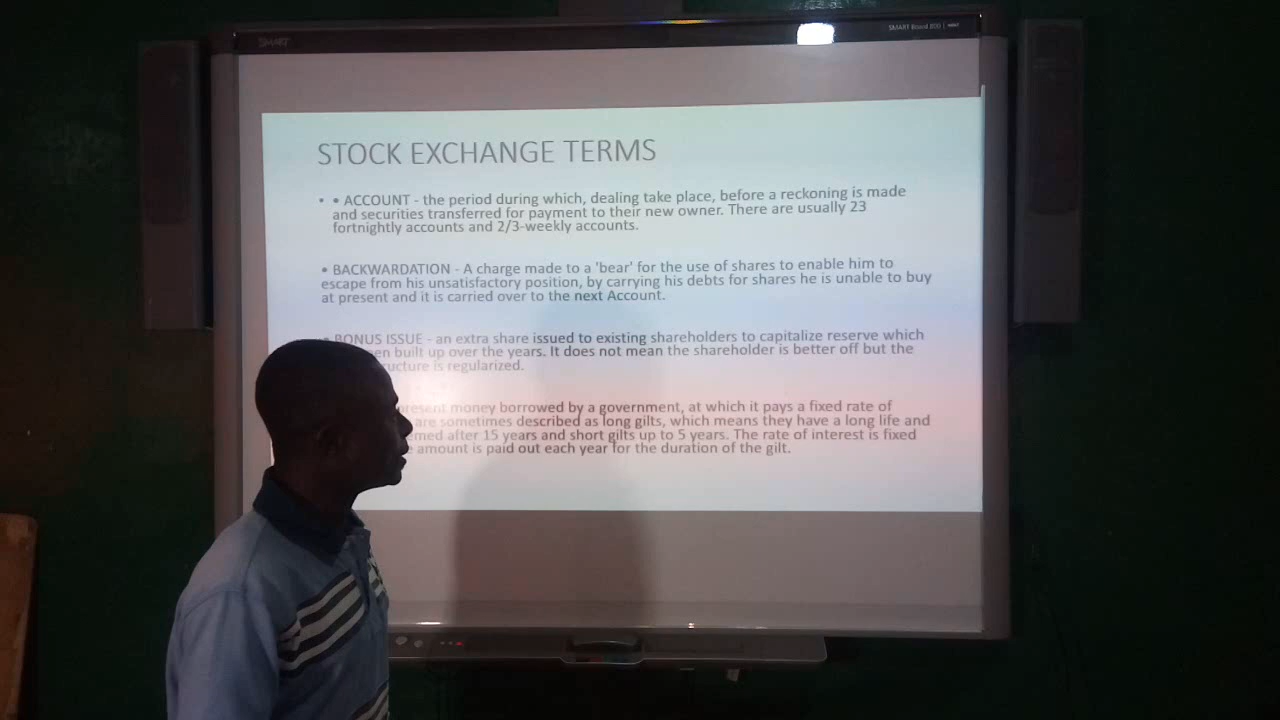 SMART
SMART Board 800
STOCK EXCHANGE TERMS
• • ACCOUNT - the period during which, dealing take place, before a reckoning is made
and securities transferred for payment to their new owner. There are usually 23
fortnightly accounts and 2/3-weekly accounts.
• BACKWARDATION - A charge made to a 'bear' for the use of shares to enable him to
escape from his unsatisfactory position, by carrying his debts for shares he is unable to buy
at present and it is carried over to the next Account.
• BONUS ISSUE - an extra share issued to existing shareholders to capitalize reserve which
built up over the years. It does not mean the shareholder is better off but the
is regularized.
money borrowed by a government, at which it pays a fixed rate of
are sometimes described as long gilts, which means they have a long life and
after 15 years and short gilts up to 5 years. The rate of interest is fixed
amount is paid out each year for the duration of the gilt.